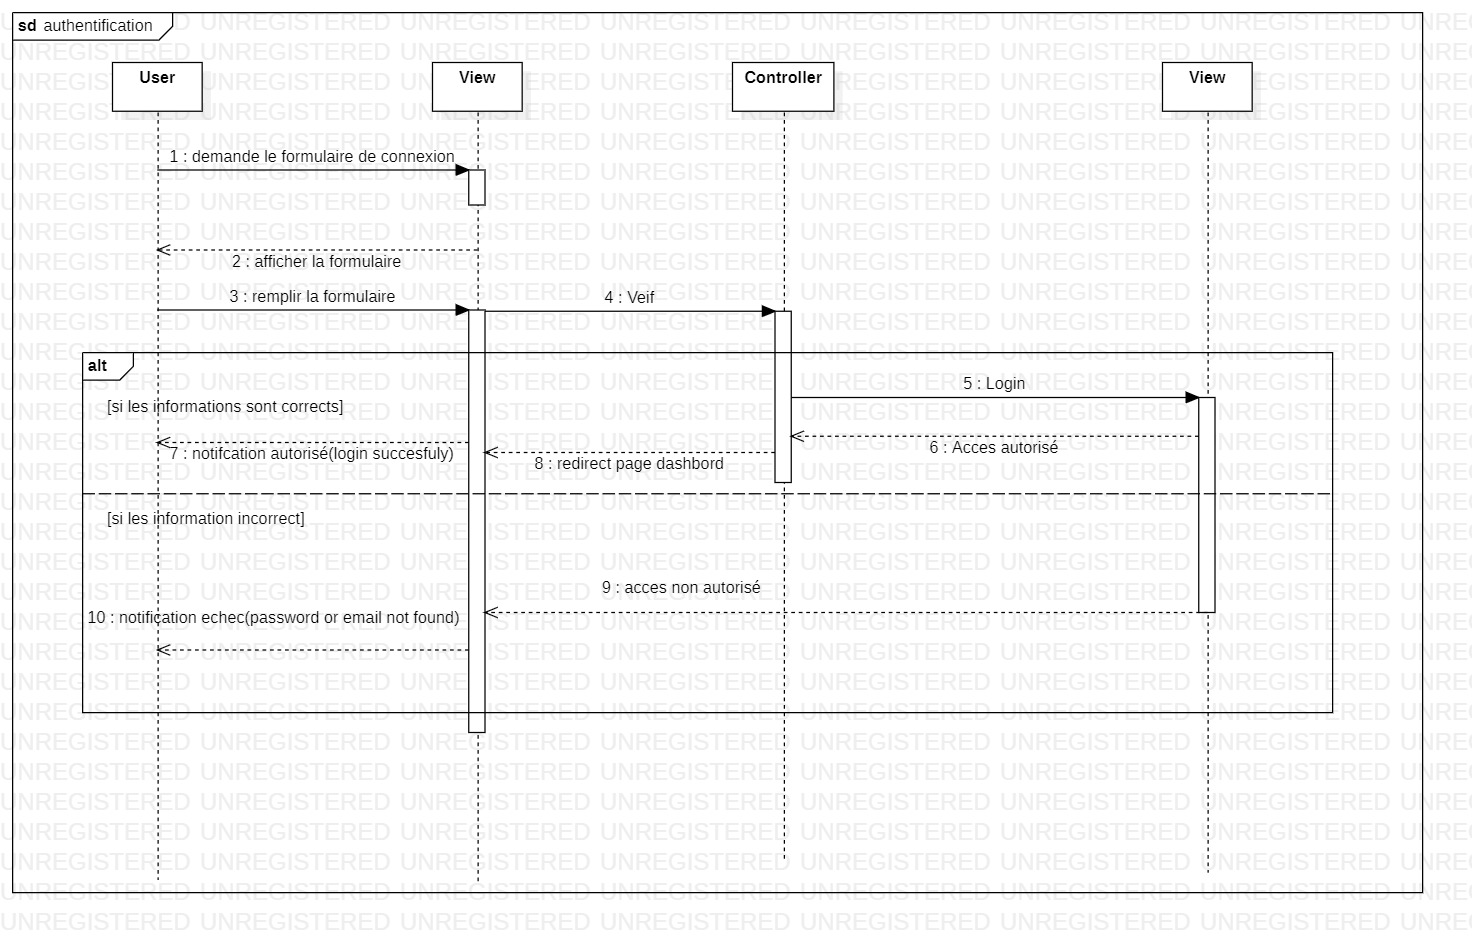 sd authentification
User
View
Controller
View
1 : demande le formulaire de connexion
2 : afficher la formulaire
3 : remplir la formulaire
4 : Veif
alt
5 : Login
[si les informations sont corrects]
6 : Acces autorisé
7 : notifcation autorisé(login succesfuly)
8 : redirect page dashbord
[si les information incorrect]
9 : acces non autorisé
10 : notification echec(password or email not found)
UNREGISTERED